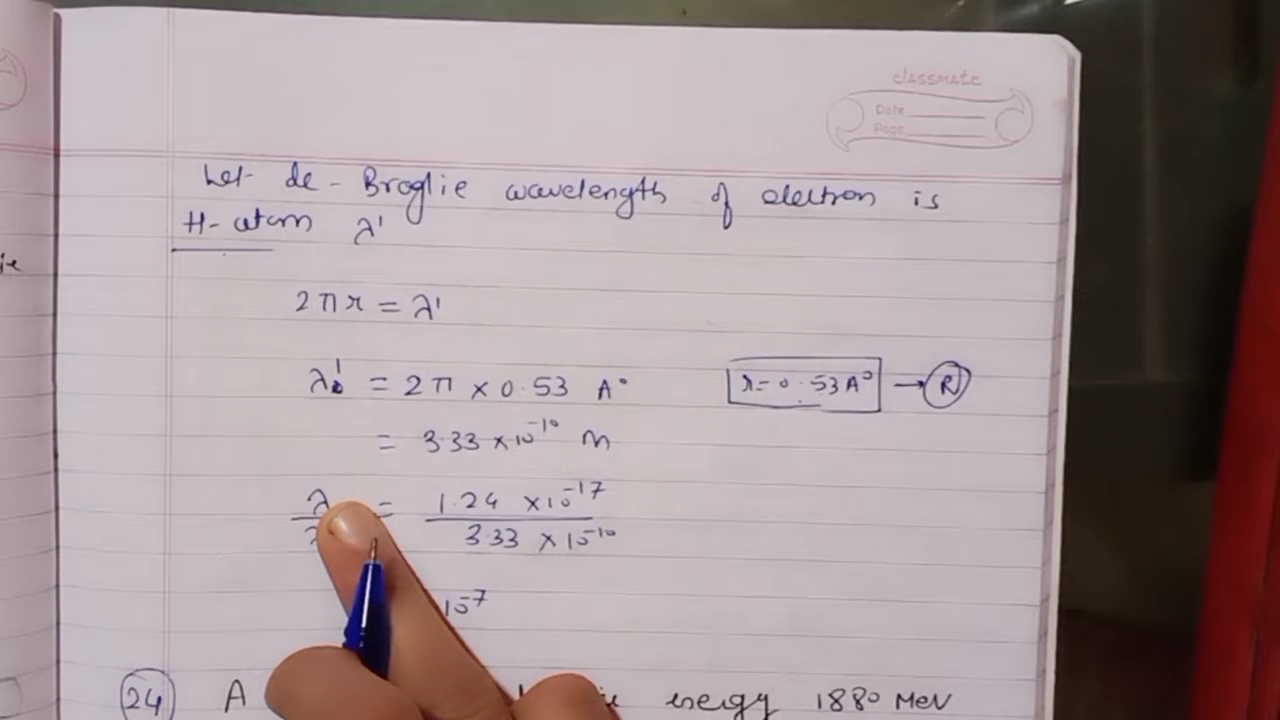 classmate
Date
Page
Let de-Broglie wavelength of electron is
H-atom λ'
2πr = λ'
λ' = 2π × 0.53 A° r=0.53A° → R
= 3.33 × 10⁻¹⁰ m
λ = 1.24 × 10⁻¹⁷
3.33 × 10⁻¹⁰
10⁻⁷
24 A energy 1880 MeV